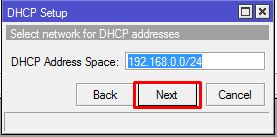 DHCP Setup
Select network for DHCP addresses
DHCP Address Space: 192.168.0.0/24
Back Next Cancel